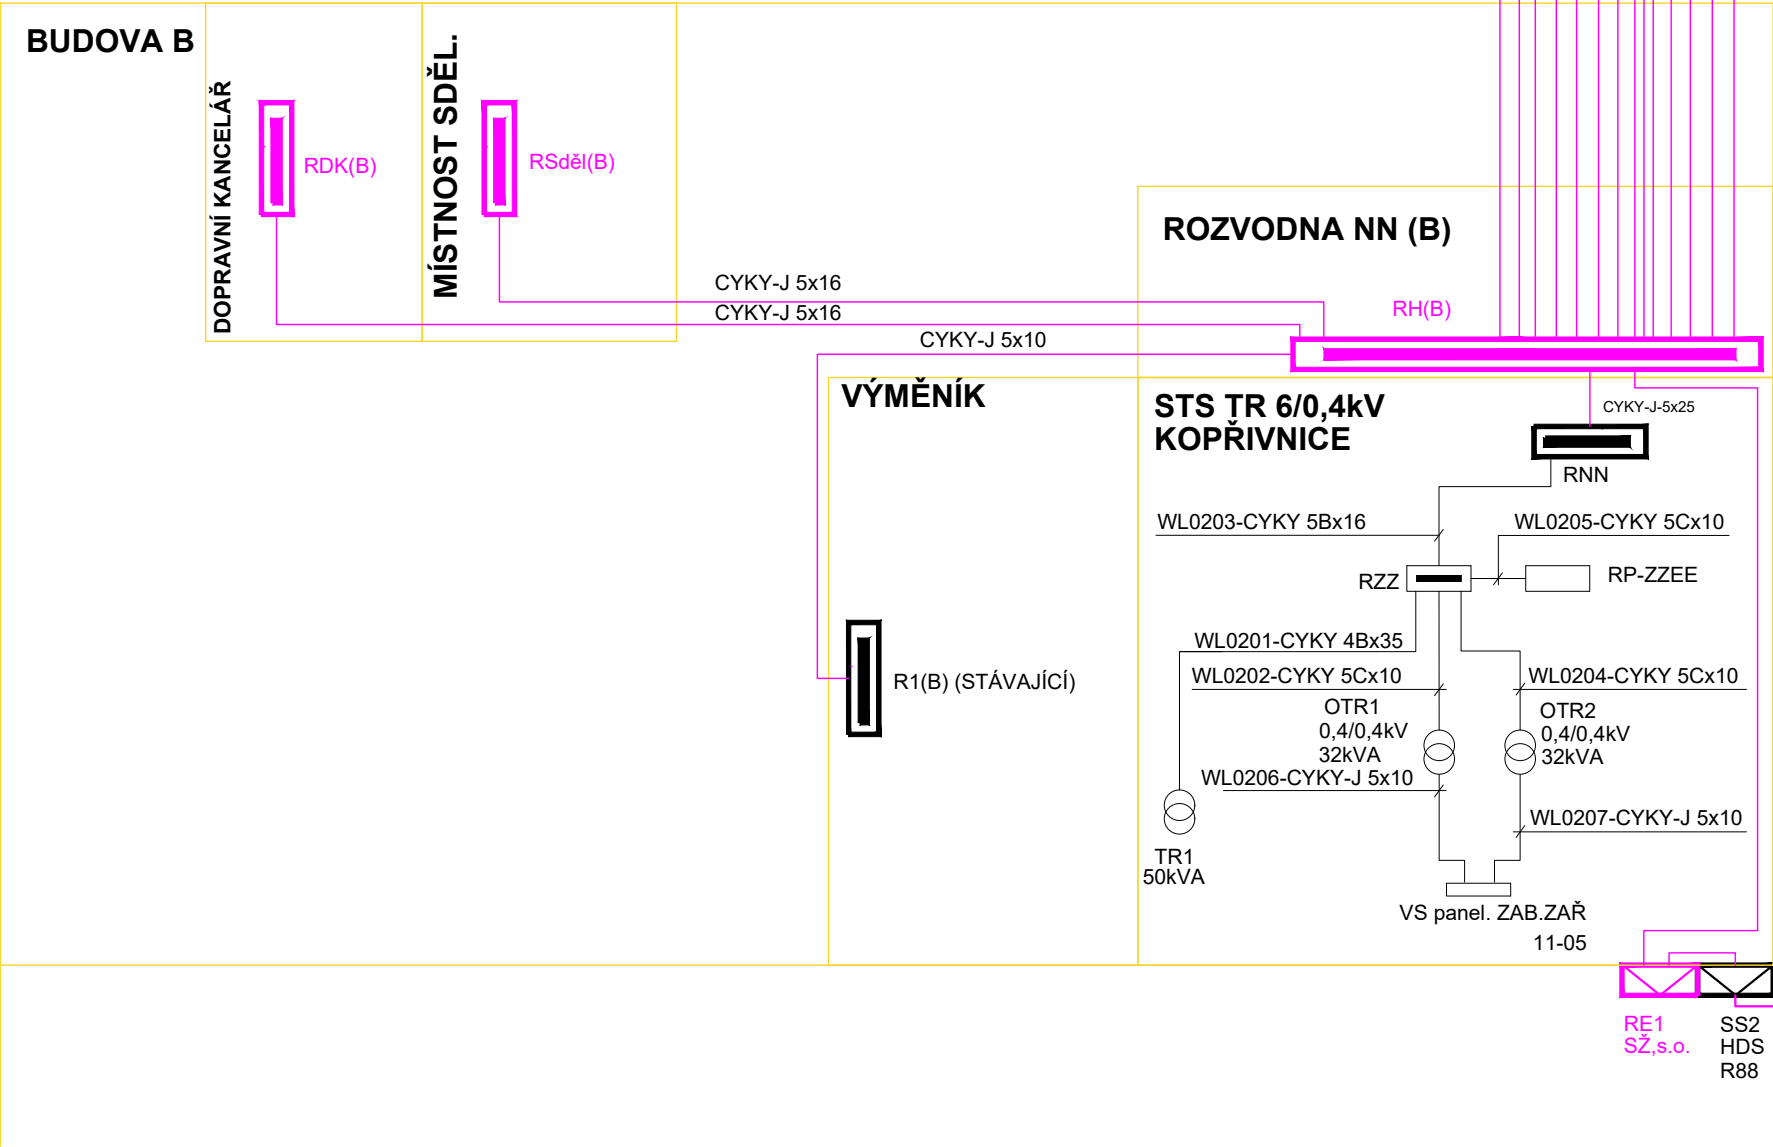 BUDOVA B
DOPRAVNÍ KANCELÁŘ
RDK(B)
MÍSTNOST SDĚL.
RSděl(B)
ROZVODNA NN (B)
RH(B)
CYKY-J 5x16
CYKY-J 5x16
CYKY-J 5x10
VÝMĚNÍK
R1(B) (STÁVAJÍCÍ)
STS TR 6/0,4kV
KOPŘIVNICE
CYKY-J-5x25
RNN
WL0203-CYKY 5Bx16
WL0205-CYKY 5Cx10
RZZ
RP-ZZEE
WL0201-CYKY 4Bx35
WL0202-CYKY 5Cx10
WL0204-CYKY 5Cx10
OTR1
0,4/0,4kV
32kVA
OTR2
0,4/0,4kV
32kVA
WL0206-CYKY-J 5x10
WL0207-CYKY-J 5x10
TR1
50kVA
VS panel. ZAB.ZAŘ
11-05
RE1
SŽ,s.o.
SS2
HDS
R88